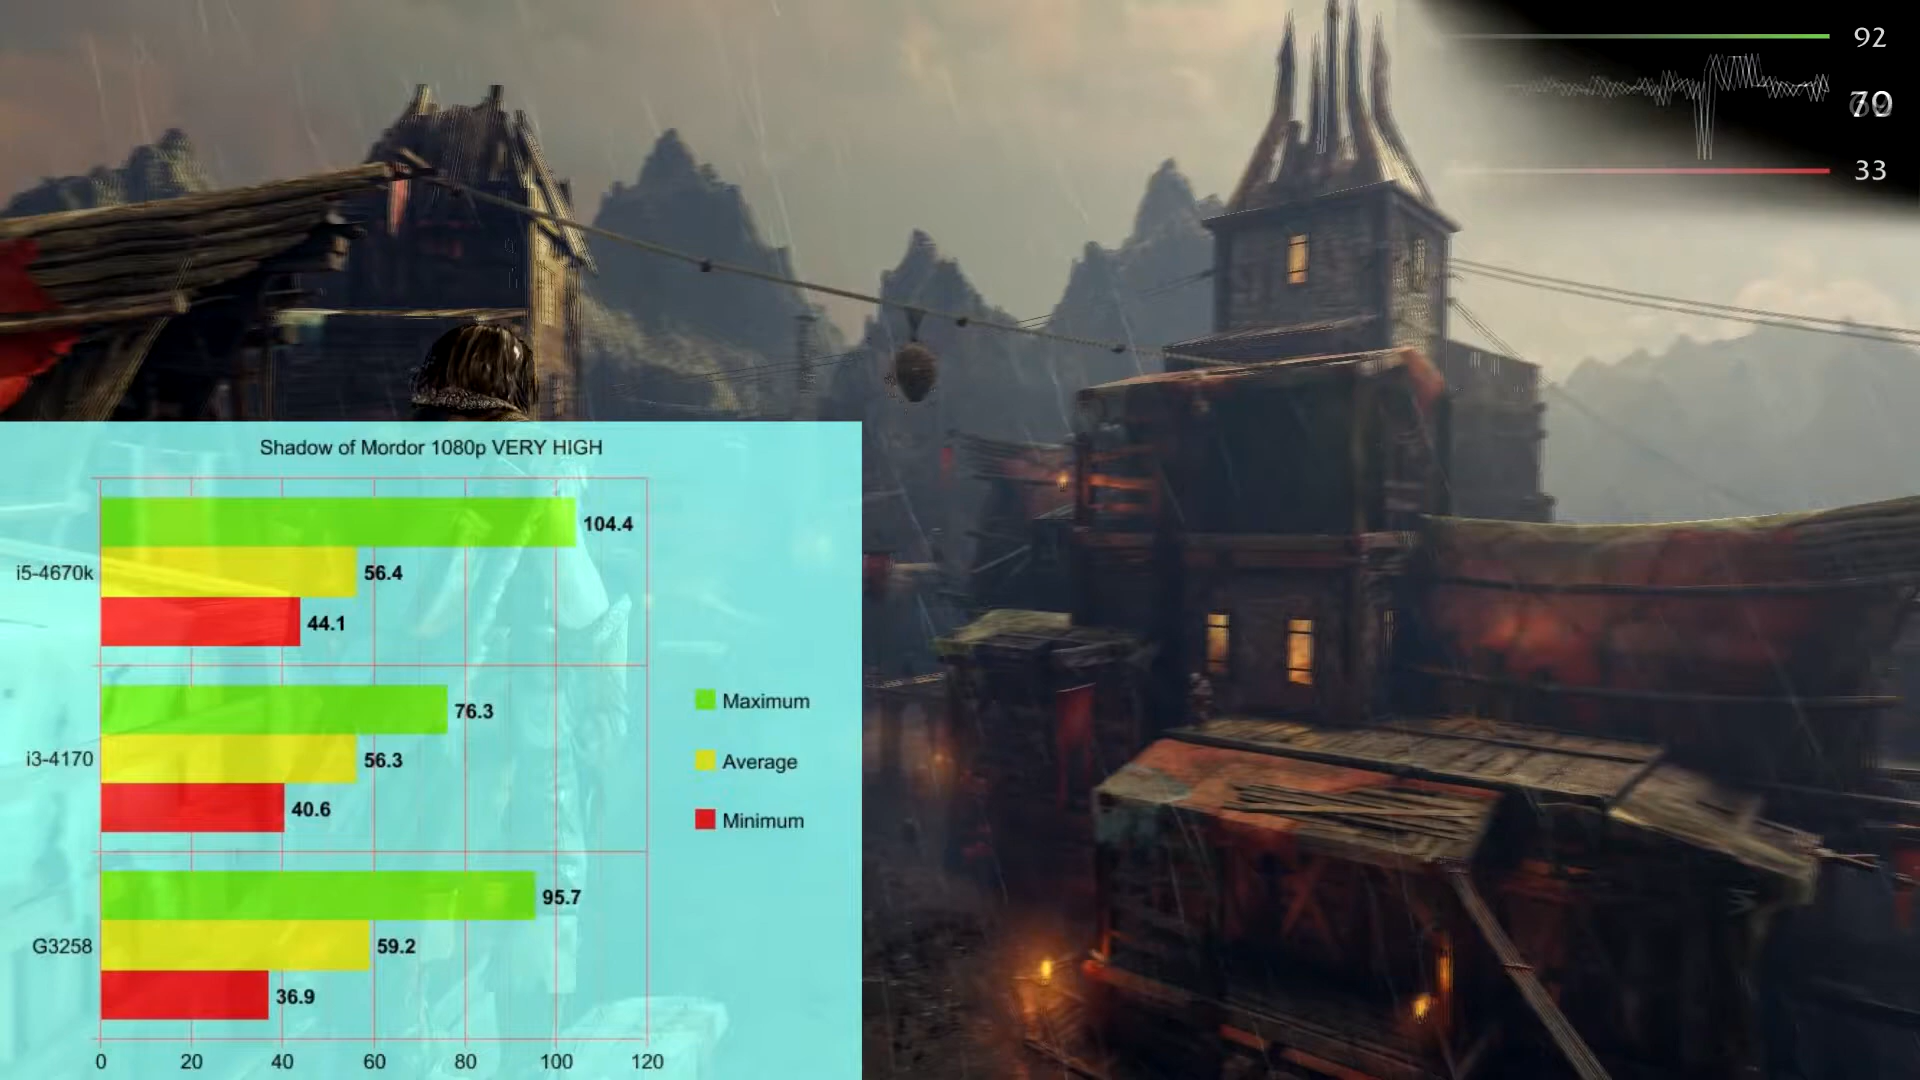 92
33
Shadow of Mordor 1080p VERY HIGH
104.4
i5-4670k
56.4
44.1
76.3
i3-4170
56.3
40.6
95.7
G3258
59.2
36.9
Maximum
Average
Minimum
0 20 40 60 80 100 120